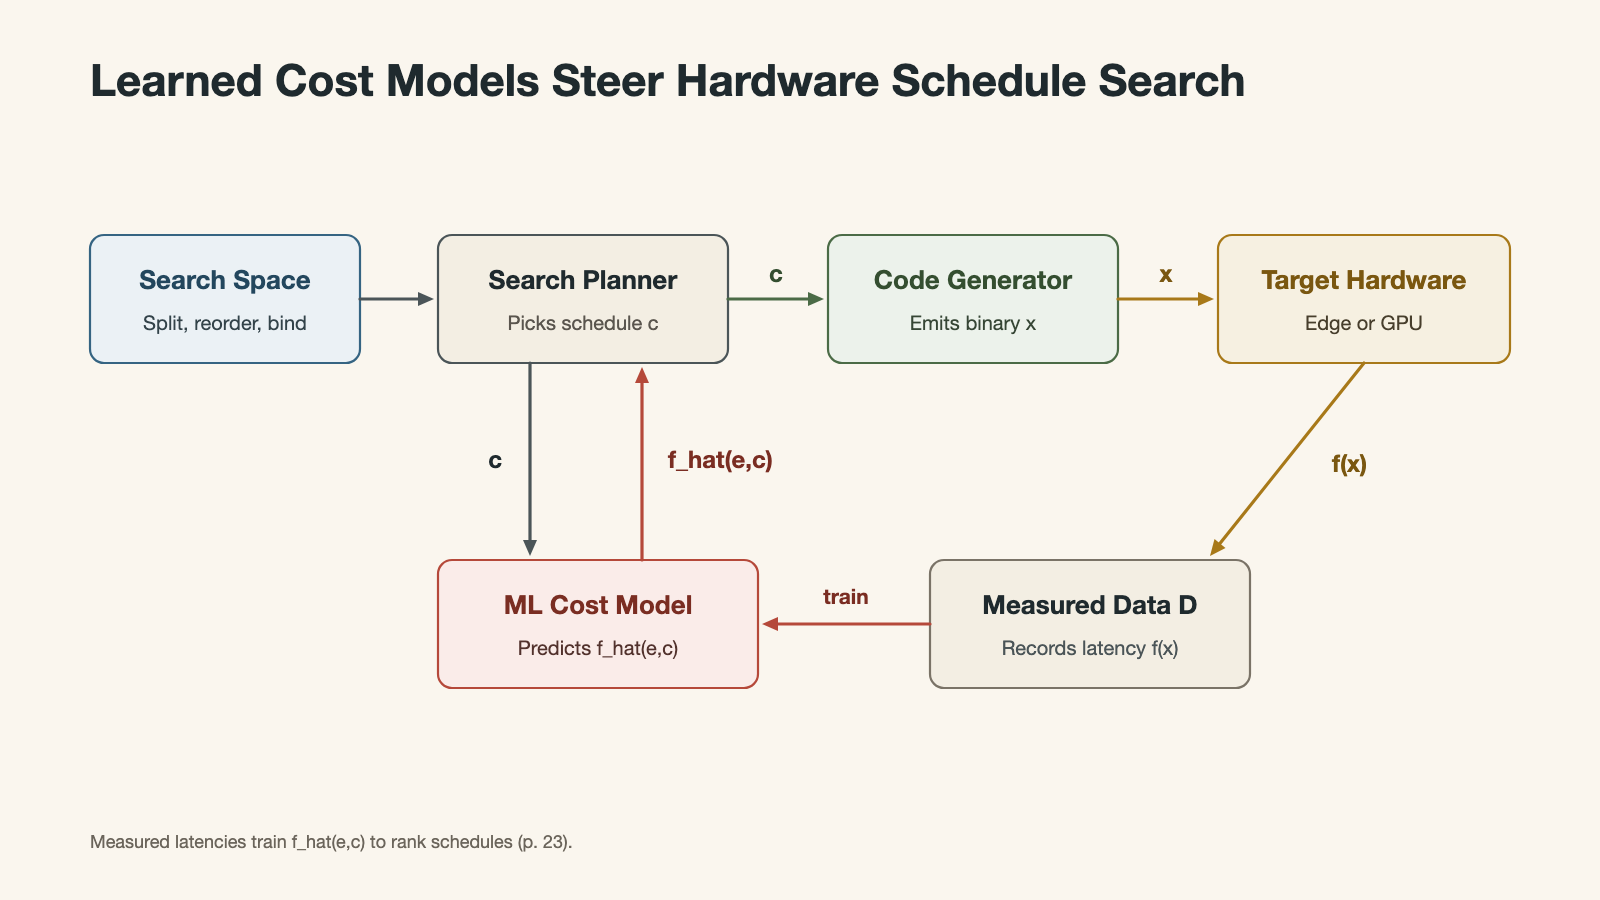 Learned Cost Models Steer Hardware Schedule Search
Search Space
Split, reorder, bind
Search Planner
Picks schedule c
c
Code Generator
Emits binary x
x
Target Hardware
Edge or GPU
c
f_hat(e,c)
f(x)
ML Cost Model
Predicts f_hat(e,c)
train
Measured Data D
Records latency f(x)
Measured latencies train f_hat(e,c) to rank schedules (p. 23).